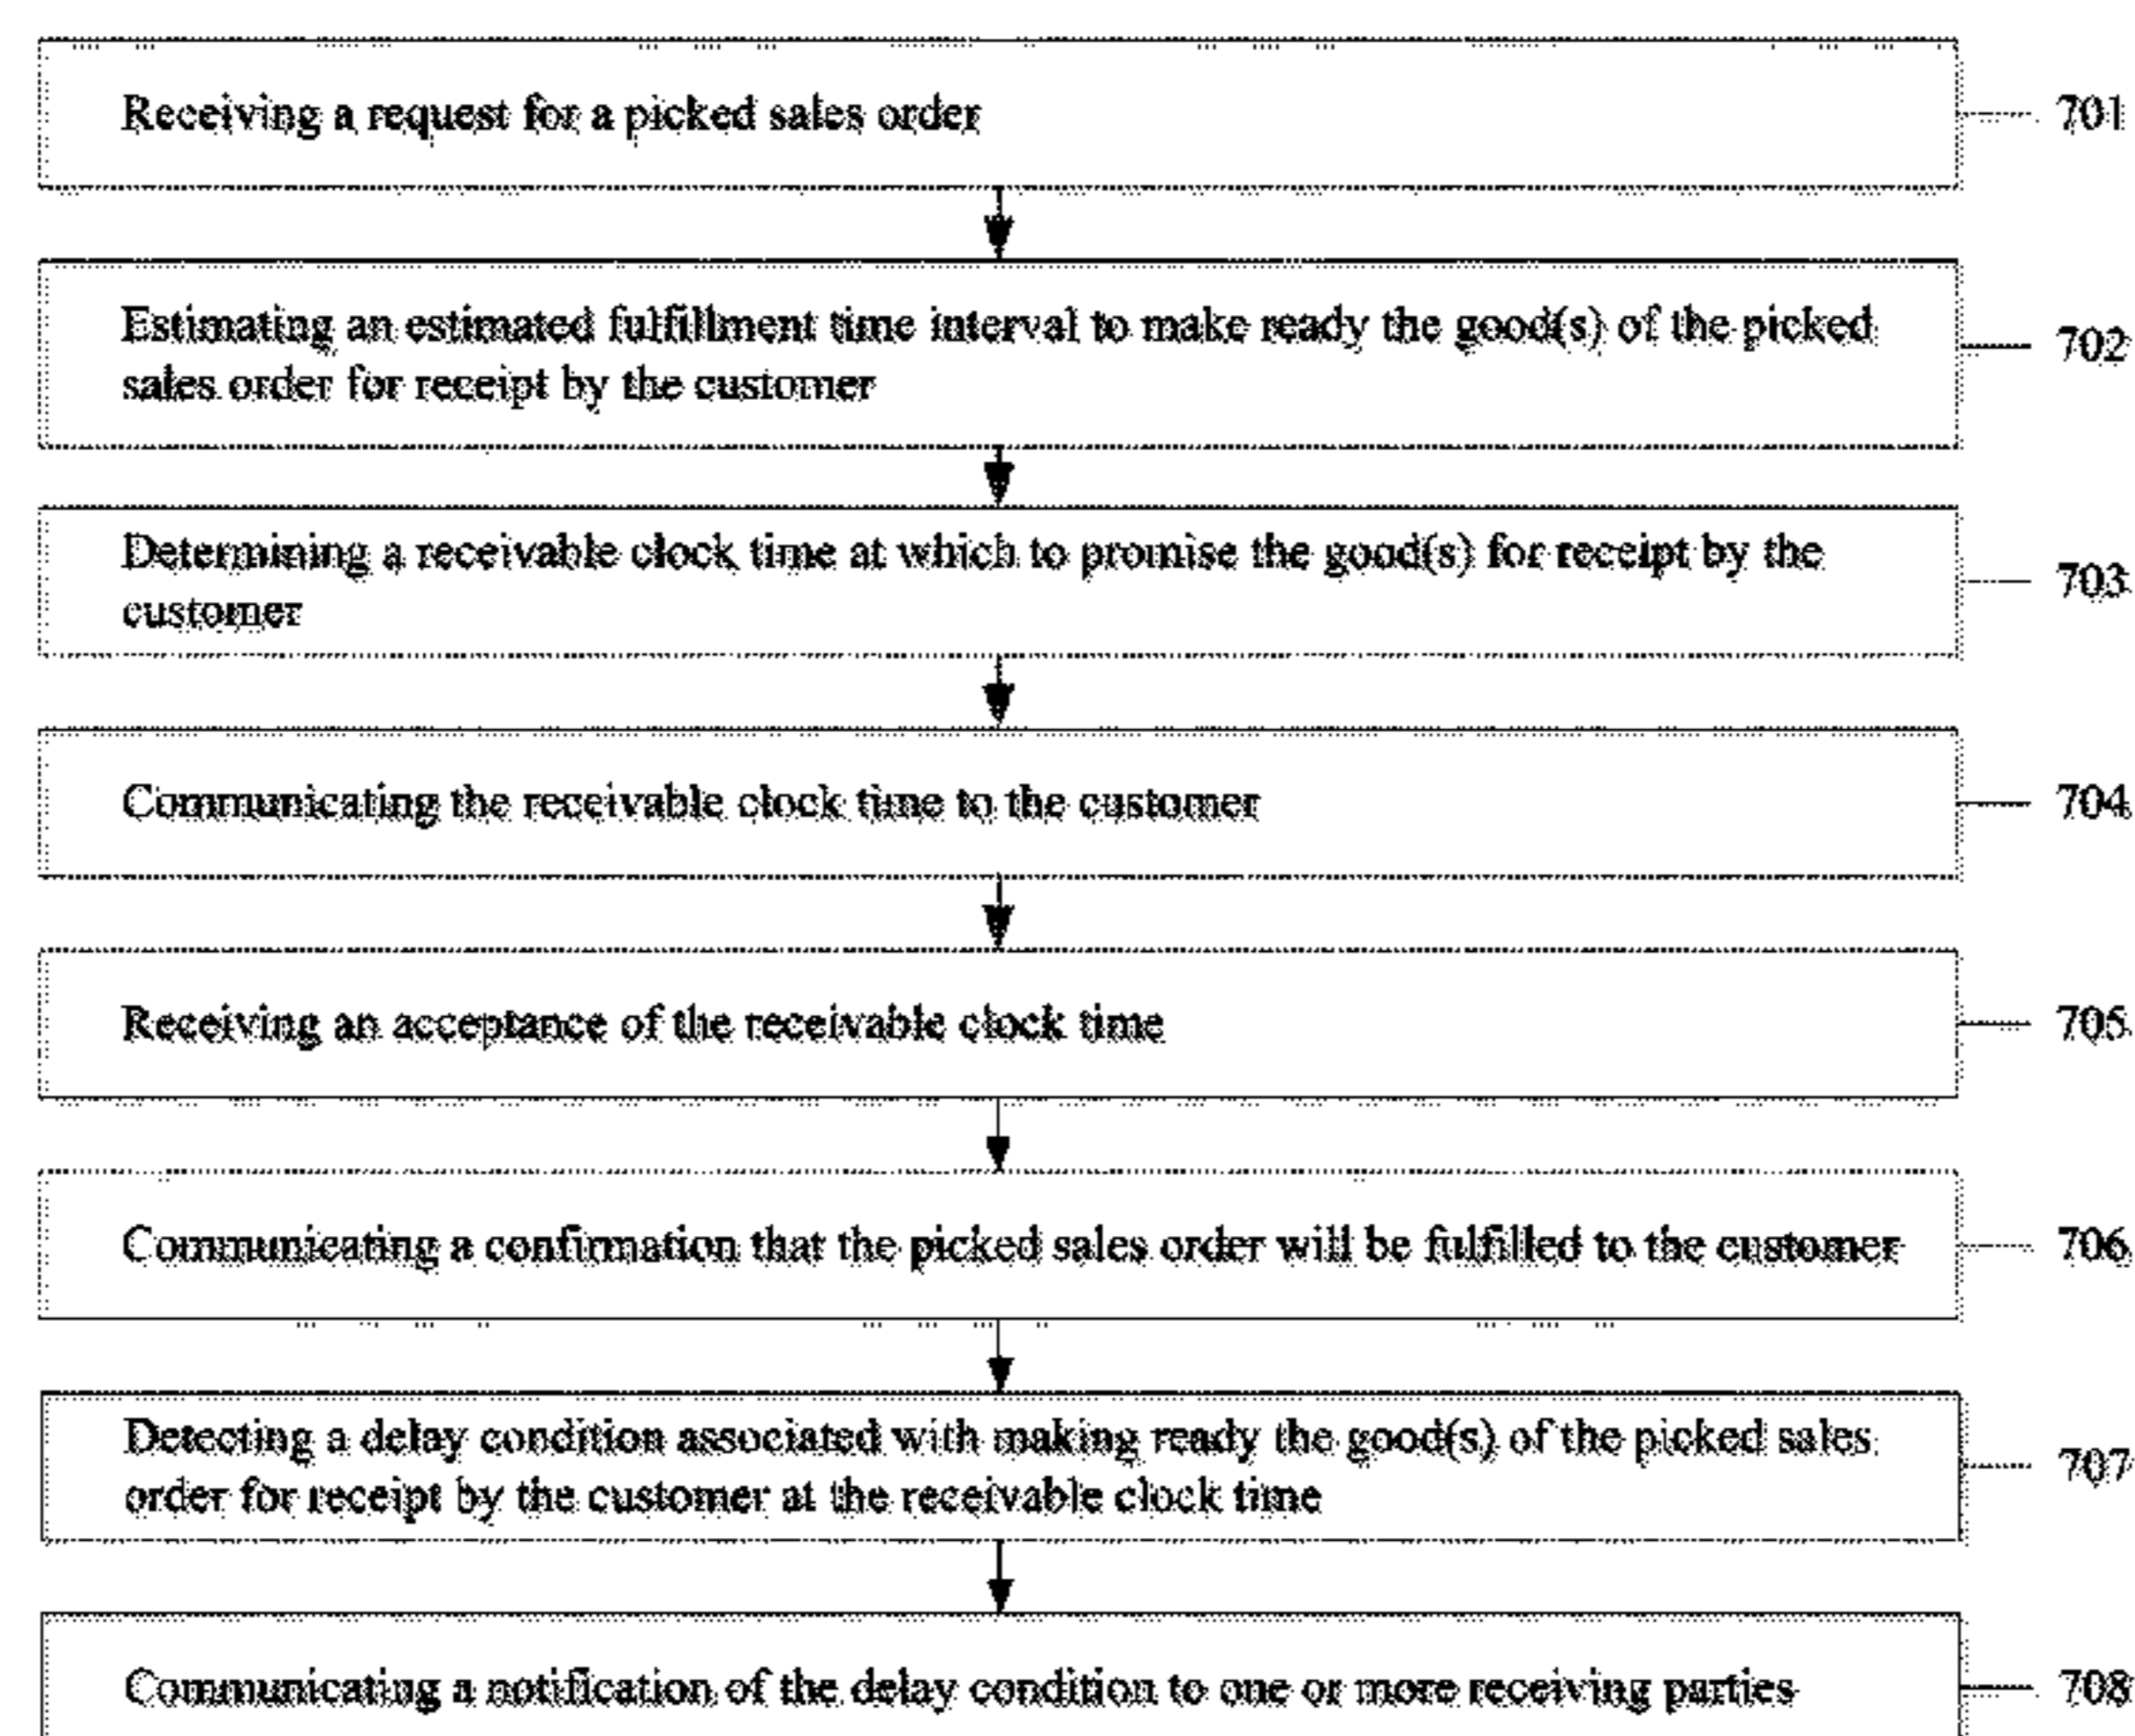 Receiving a request for a picked sales order
701
Estimating an estimated fulfillment time interval to make ready the good(s) of the picked
sales order for receipt by the customer
702
Determining a receivable clock time at which to promise the good(s) for receipt by the
customer
703
Communicating the receivable clock time to the customer
704
Receiving an acceptance of the receivable clock time
705
Communicating a confirmation that the picked sales order will be fulfilled to the customer
706
Detecting a delay condition associated with making ready the good(s) of the picked sales
order for receipt by the customer at the receivable clock time
707
Communicating a notification of the delay condition to one or more receiving parties
708